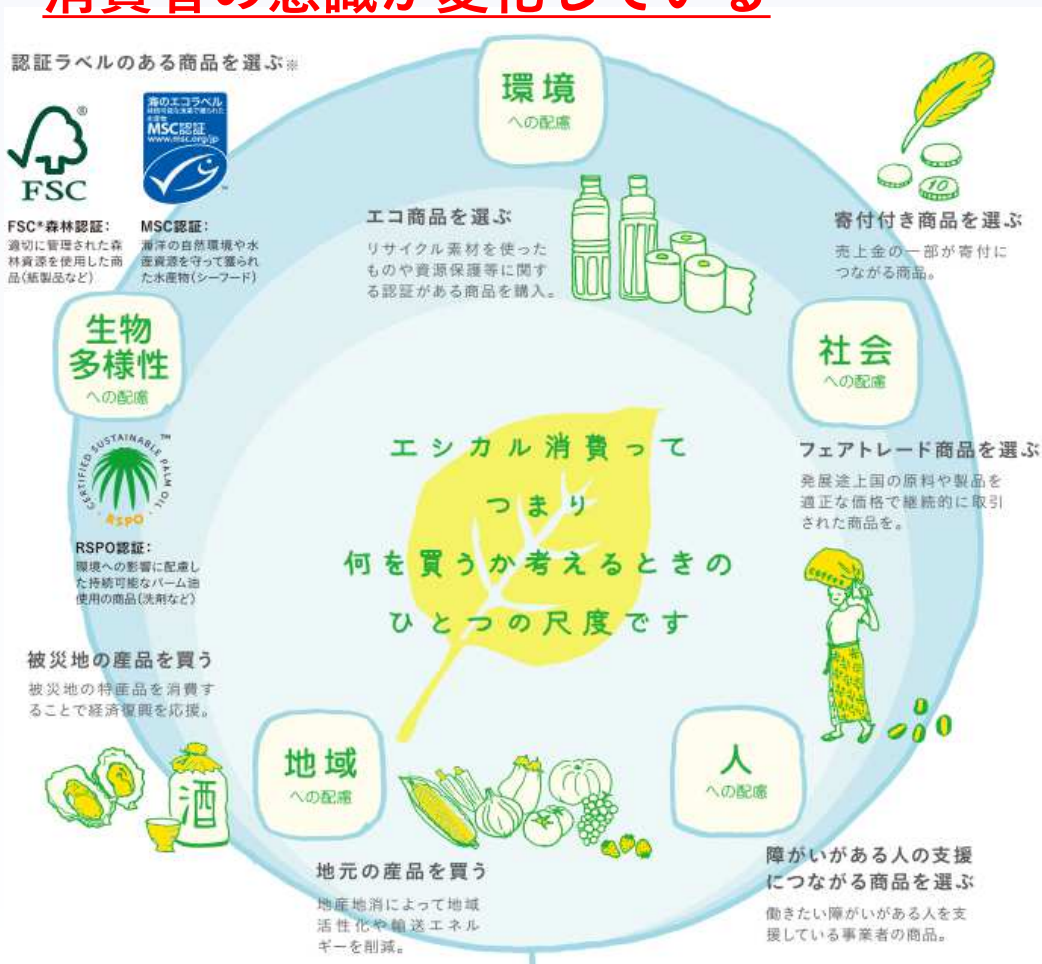 消費者の意識が変化している
認証ラベルのある商品を選ぶ※
FSC
®
海のエコラベル
MSC認証
www.msc.org/jp
™
FSC®森林認証:
適切に管理された森
林資源を使用した商
品(紙製品など)
MSC認証:
海洋の自然環境や水
産資源を守って獲られ
た水産物(シーフード)
環境
への配慮
エコ商品を選ぶ
リサイクル素材を使った
ものや資源保護等に関す
る認証がある商品を購入。
10
寄付付き商品を選ぶ
売上金の一部が寄付に
つながる商品。
生物
多様性
への配慮
社会
への配慮
CERTIFIED SUSTAINABLE PALM OIL
™
RSPO
RSPO認証:
環境への影響に配慮し
た持続可能なパーム油
使用の商品(洗剤など)
エシカル消費って
つまり
何を買うか考えるときの
ひとつの尺度です
フェアトレード商品を選ぶ
発展途上国の原料や製品を
適正な価格で継続的に取引
された商品を。
COFFEE
被災地の産品を買う
被災地の特産品を消費す
ることで経済復興を応援。
酒
地域
への配慮
人
への配慮
地元の産品を買う
地産地消によって地域
活性化や輸送エネル
ギーを削減。
障がいがある人の支援
につながる商品を選ぶ
働きたい障がいがある人を支
援している事業者の商品。